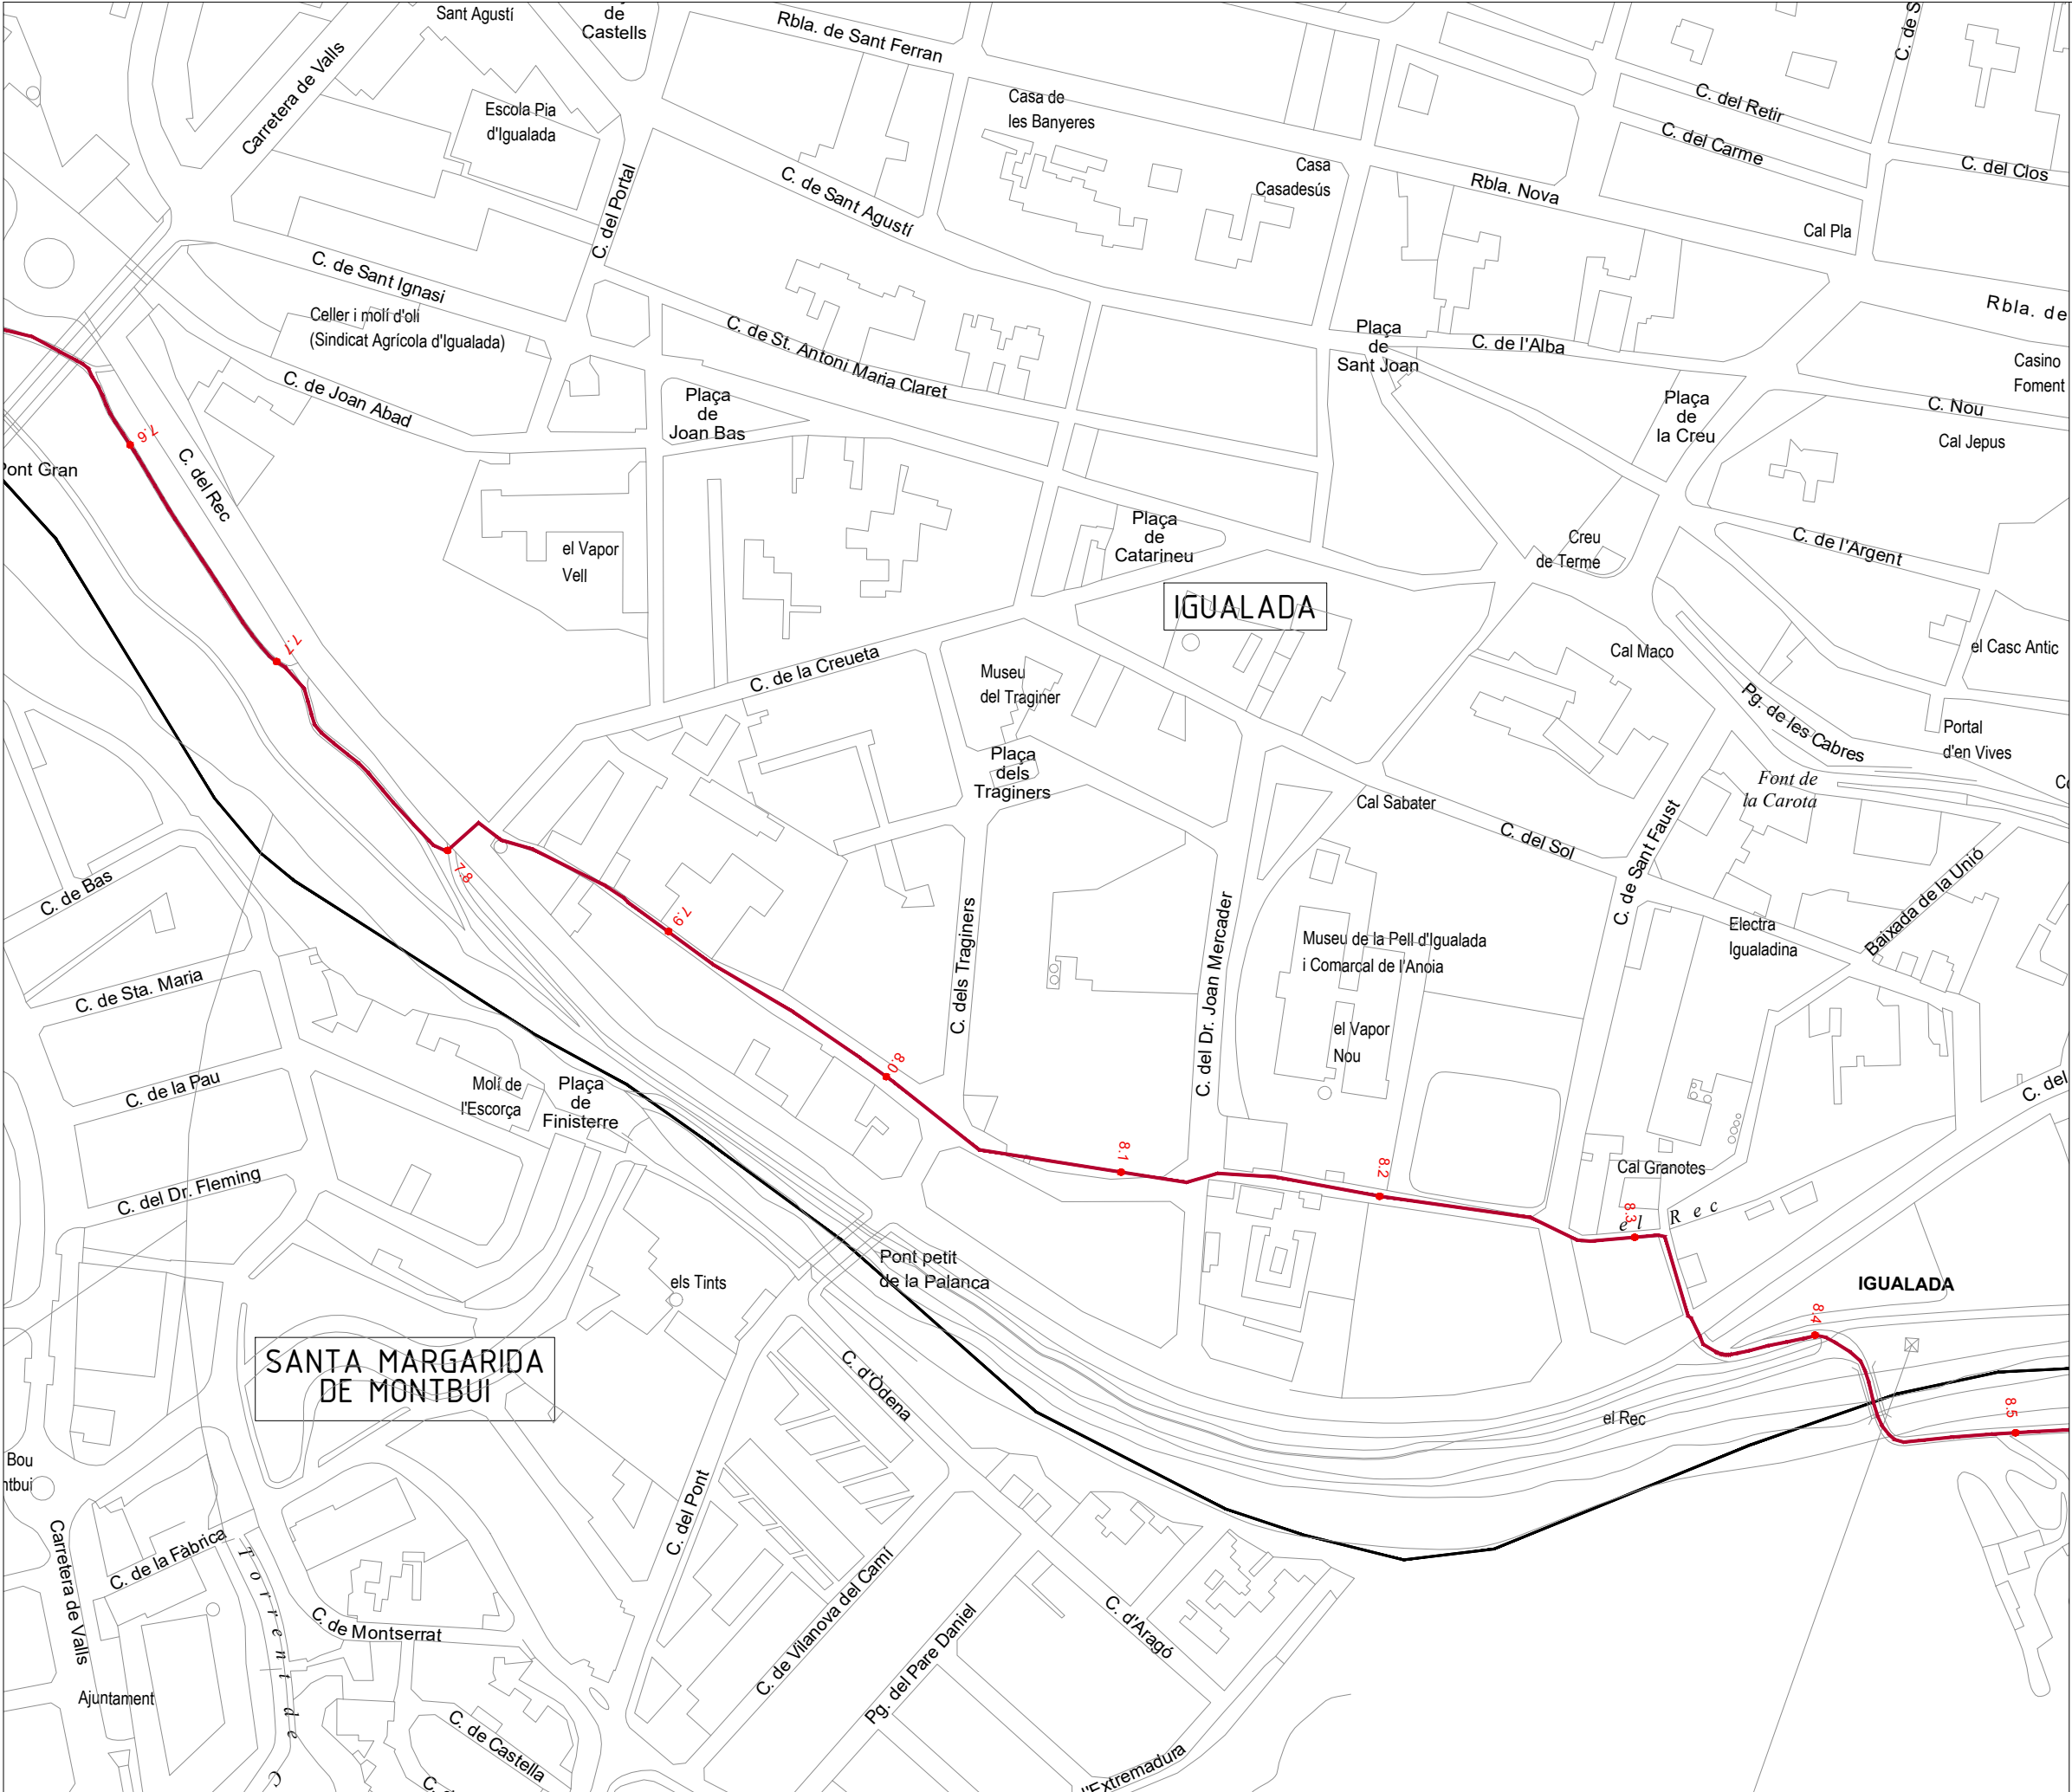 Sant Agustí
de
Castells
Rbla. de Sant Ferran
C. de S
Carretera de Valls
Escola Pia
d'Igualada
Casa de
les Banyeres
C. del Retir
C. del Carme
C. del Clos
Casa
Casadesús
Rbla. Nova
C. del Portal
C. de Sant Agustí
Cal Pla
C. de Sant Ignasi
Celler i molí d'oli
(Sindicat Agrícola d'Igualada)
C. de St. Antoni Maria Claret
Plaça
de
Sant Joan
C. de l'Alba
Rbla. de
Casino
Foment
C. de Joan Abad
Plaça
de
Joan Bas
Plaça
de
la Creu
C. Nou
Cal Jepus
7.6
Pont Gran
C. del Rec
el Vapor
Vell
Plaça
de
Catarineu
Creu
de Terme
C. de l'Argent
IGUALADA
7.7
C. de la Creueta
Museu
del Traginer
Cal Maco
el Casc Antic
Pg. de les Cabres
Portal
d'en Vives
Plaça
dels
Traginers
Font de
la Carota
Cal Sabater
C. del Sol
C. de Sant Faust
7.8
C. de Bas
7.9
C. dels Traginers
C. del Dr. Joan Mercader
Museu de la Pell d'Igualada
i Comarcal de l'Anoia
Electra
Igualadina
Baixada de la Unió
C. de Sta. Maria
el Vapor
Nou
8.0
C. de la Pau
Molí de
l'Escorça
Plaça
de
Finisterre
C. del
8.1
8.2
Cal Granotes
C. del Dr. Fleming
8.3
el Rec
Pont petit
de la Palanca
els Tints
IGUALADA
8.4
SANTA MARGARIDA
DE MONTBUI
C. d'Òdena
el Rec
8.5
Bou
ntbui
C. del Pont
Carretera de Valls
C. de la Fàbrica
Torrent de C
C. de Montserrat
C. de Vilanova del Camí
Pg. del Pare Daniel
C. d'Aragó
Ajuntament
C. de Castella
l'Extremadura